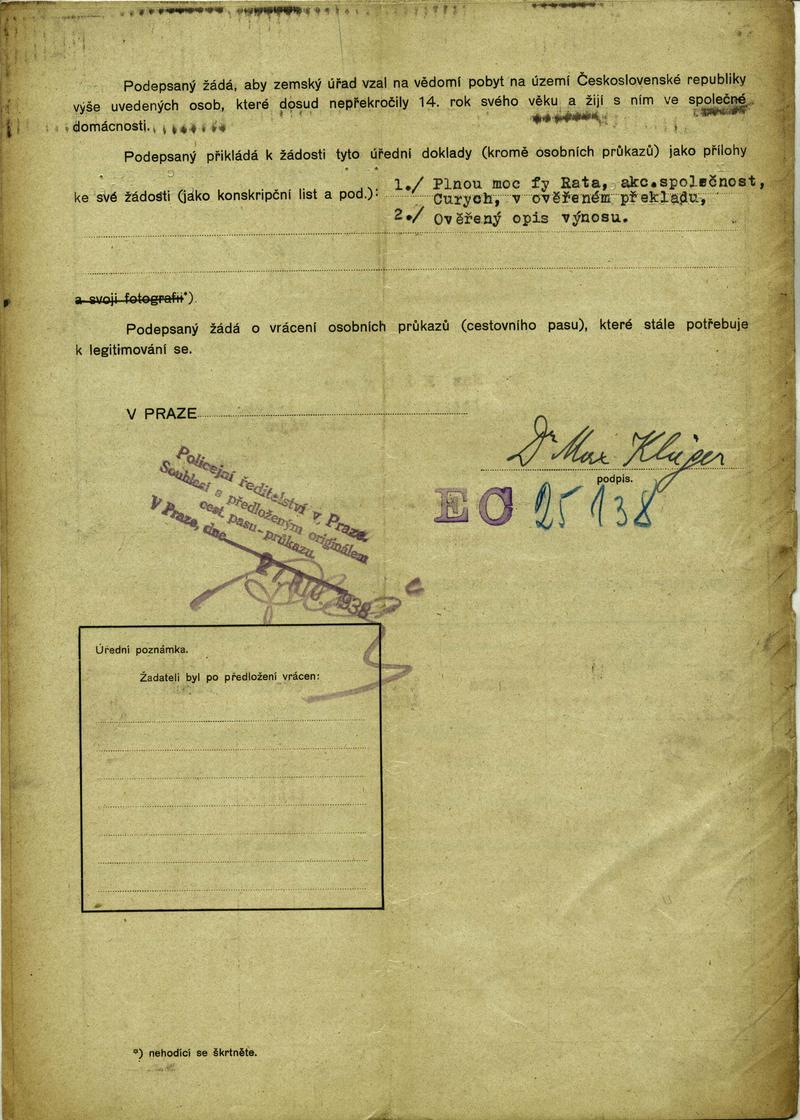 Podepsaný žádá, aby zemský úřad vzal na vědomí pobyt na území Československé republiky
výše uvedených osob, které dosud nepřekročily 14. rok svého věku a žijí s ním ve společné
domácnosti.
Podepsaný přikládá k žádosti tyto úřední doklady (kromě osobních průkazů) jako přílohy
ke své žádosti (jako konskripční list a pod.): 1./ Plnou moc fy Rata, akc.společnost,
Curych, v ověřeném překladu,
2./ Ověřený opis výnosu.
a svoji fotografii*).
Podepsaný žádá o vrácení osobních průkazů (cestovního pasu), které stále potřebuje
k legitimování se.
V PRAZE
Dr Max Klüger
podpis.
EC 25138
Policejní ředitelství v Praze.
Souhlasí s předloženým originálem
cest. pasu-průkazu.
V Praze, dne
1938
Úřední poznámka.
Žadateli byl po předložení vrácen:
*) nehodící se škrtněte.